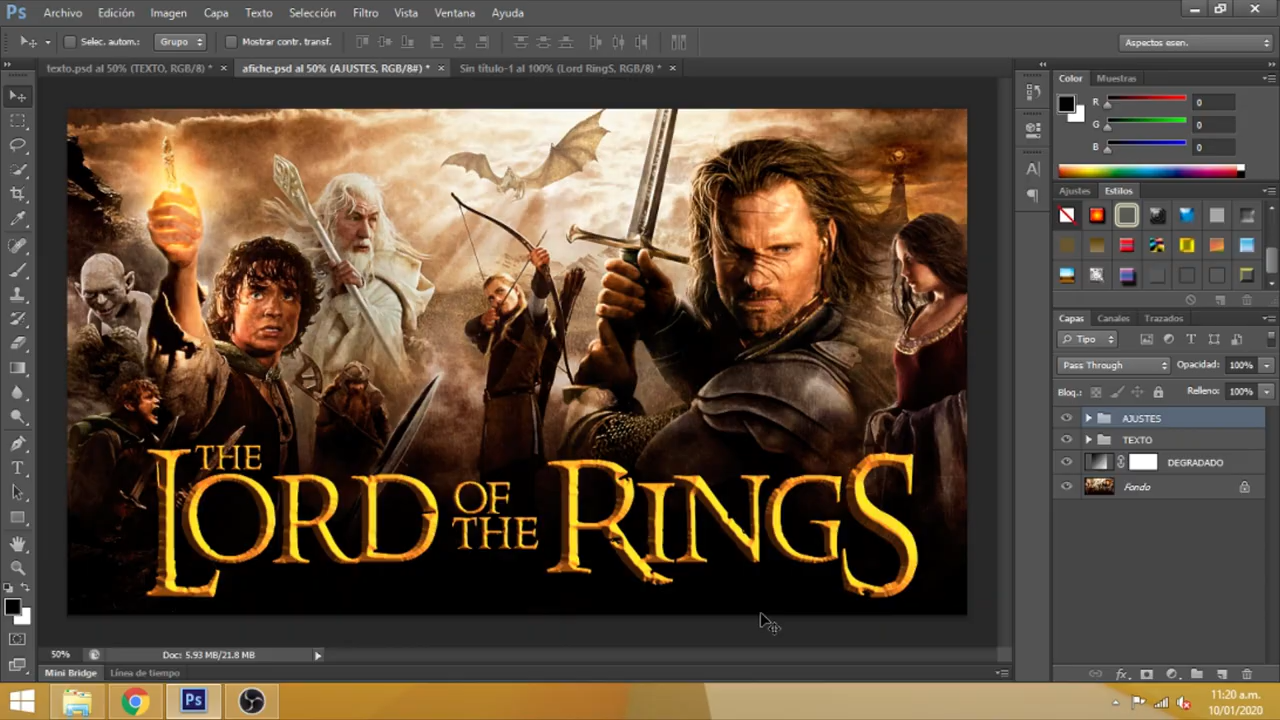 Ps Archivo Edición Imagen Capa Texto Selección Filtro Vista Ventana Ayuda
Selec. autom.: Grupo Mostrar contr. transf. Aspectos esen.
texto.psd al 50% (TEXTO, RGB/8) * × afiche.psd al 50% (AJUSTES, RGB/8#) * × Sin título-1 al 100% (Lord RingS, RGB/8) * ×
Color Muestras
R 0
G 0
B 0
Ajustes Estilos
Capas Canales Trazados
Tipo
Pass Through Opacidad: 100%
Bloq.: Relleno: 100%
AJUSTES
TEXTO
DEGRADADO
Fondo
THE
LORD OF THE RINGS
50% Doc: 5.93 MB/21.8 MB
Mini Bridge Línea de tiempo
Ps
11:20 a.m.
10/01/2020